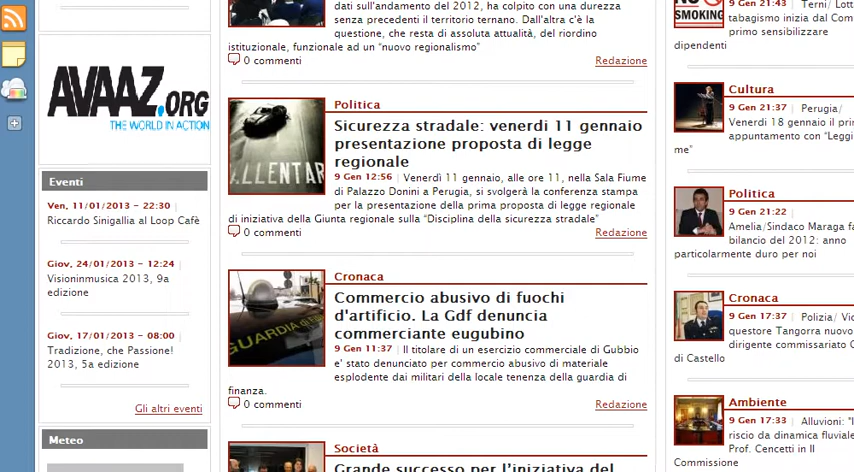 AVAAZ.ORG
THE WORLD IN ACTION
Eventi
Ven, 11/01/2013 - 22:30
Riccardo Sinigallia al Loop Cafè
Giov, 24/01/2013 - 12:24
Visioninmusica 2013, 9a
edizione
Giov, 17/01/2013 - 08:00
Tradizione, che Passione!
2013, 5a edizione
Gli altri eventi
Meteo
dati sull'andamento del 2012, ha colpito con una durezza
senza precedenti il territorio ternano. Dall'altra c'è la
questione, che resta di assoluta attualità, del riordino
istituzionale, funzionale ad un "nuovo regionalismo"
0 commenti Redazione
Politica
Sicurezza stradale: venerdì 11 gennaio
presentazione proposta di legge
regionale
9 Gen 12:56 | Venerdì 11 gennaio, alle ore 11, nella Sala Fiume
di Palazzo Donini a Perugia, si svolgerà la conferenza stampa
per la presentazione della prima proposta di legge regionale
di iniziativa della Giunta regionale sulla "Disciplina della sicurezza stradale"
0 commenti Redazione
ALLENTAR
Cronaca
Commercio abusivo di fuochi
d'artificio. La Gdf denuncia
commerciante eugubino
9 Gen 11:37 | Il titolare di un esercizio commerciale di Gubbio
e' stato denunciato per commercio abusivo di materiale
esplodente dai militari della locale tenenza della guardia di
finanza.
GUARDIA
0 commenti Redazione
Società
Grande successo per l'iniziativa del
NO
SMOKING
9 Gen 21:43 | Terni/
tabagismo inizia dal Com
primo sensibilizzare
dipendenti
Cultura
9 Gen 21:37 | Perugia/
Venerdì 18 gennaio il pri
appuntamento con "Leggi
me"
Politica
9 Gen 21:22 |
Amelia/Sindaco Maraga fa
bilancio del 2012: anno
particolarmente duro per noi
Cronaca
9 Gen 17:37 | Polizia/ Vic
questore Tangorra nuovo
dirigente commissariato C
di Castello
Ambiente
9 Gen 17:33 | Alluvioni: "I
riscio da dinamica fluviale
Prof. Cencetti in II
Commissione